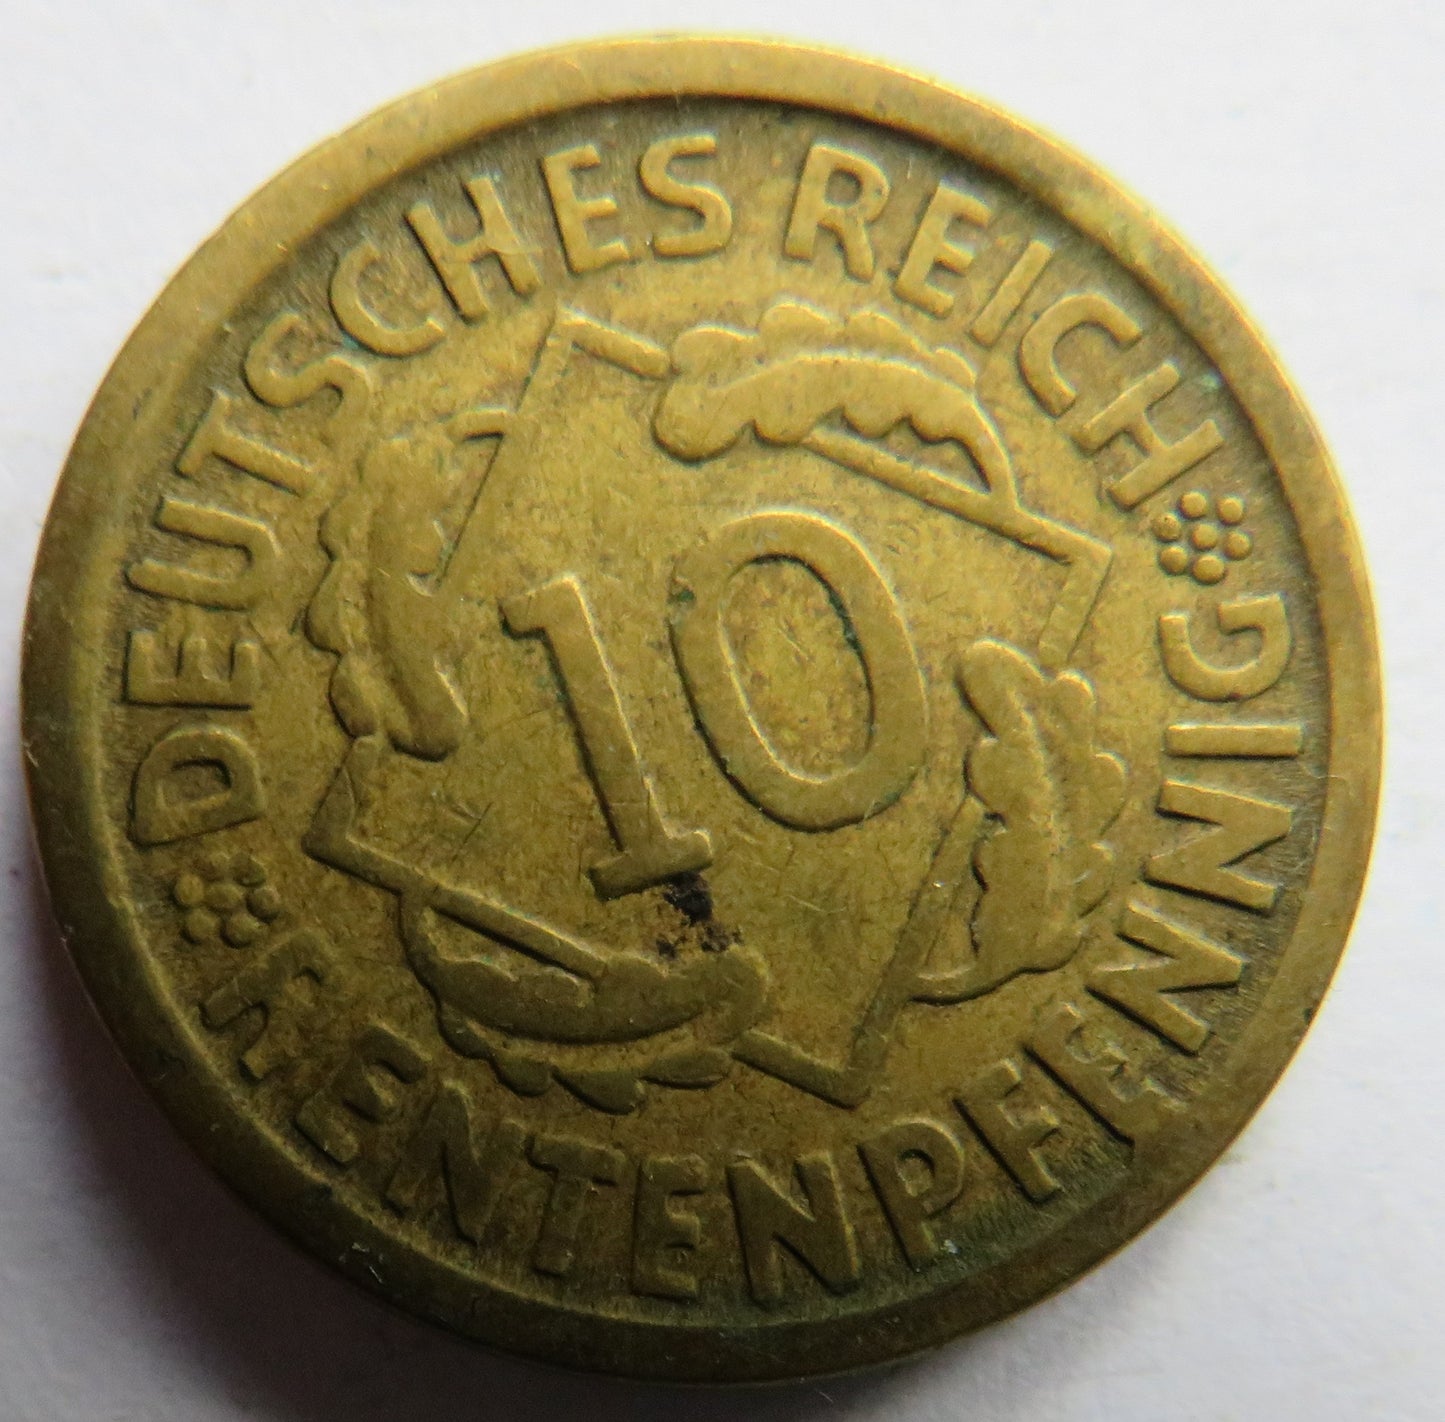 DEUTSCHES REICH
10
RENTENPFENNIG